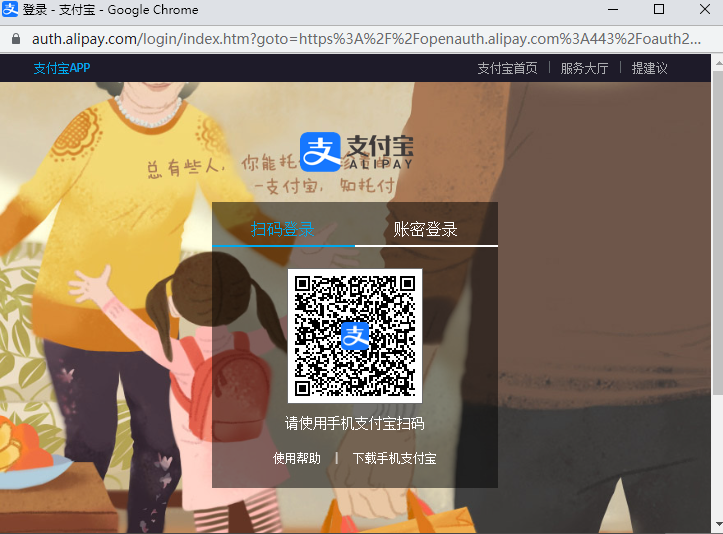 登录 - 支付宝 - Google Chrome
auth.alipay.com/login/index.htm?goto=https%3A%2F%2Fopenauth.alipay.com%3A443%2Foauth2...
支付宝APP
支付宝首页 | 服务大厅 | 提建议
支 支付宝
ALIPAY
总有些人，你能托
-支付宝，知托付
扫码登录 账密登录
支
请使用手机支付宝扫码
使用帮助 | 下载手机支付宝